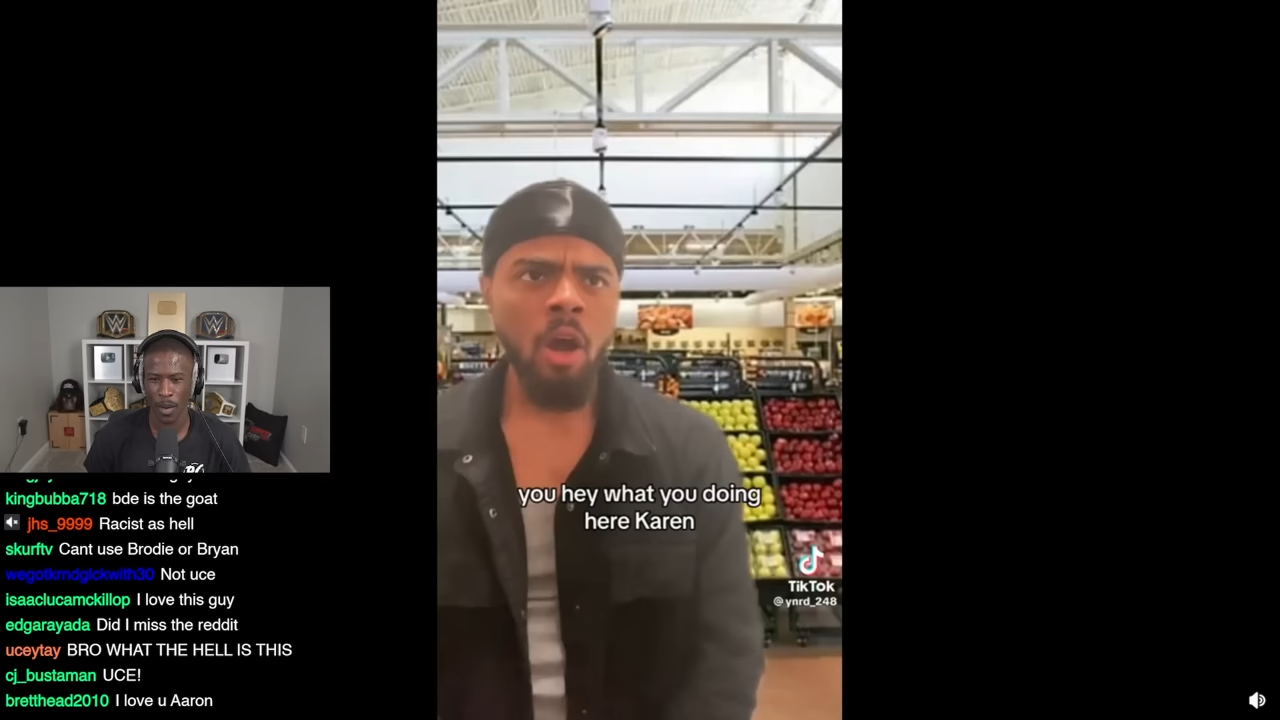 you hey what you doing
here Karen
TikTok
@ynrd_248
kingbubba718 bde is the goat
jhs_9999 Racist as hell
skurftv Cant use Brodie or Bryan
Not uce
isaaclucamckillop I love this guy
edgarayada Did I miss the reddit
uceytay BRO WHAT THE HELL IS THIS
cj_bustaman UCE!
bretthead2010 I love u Aaron